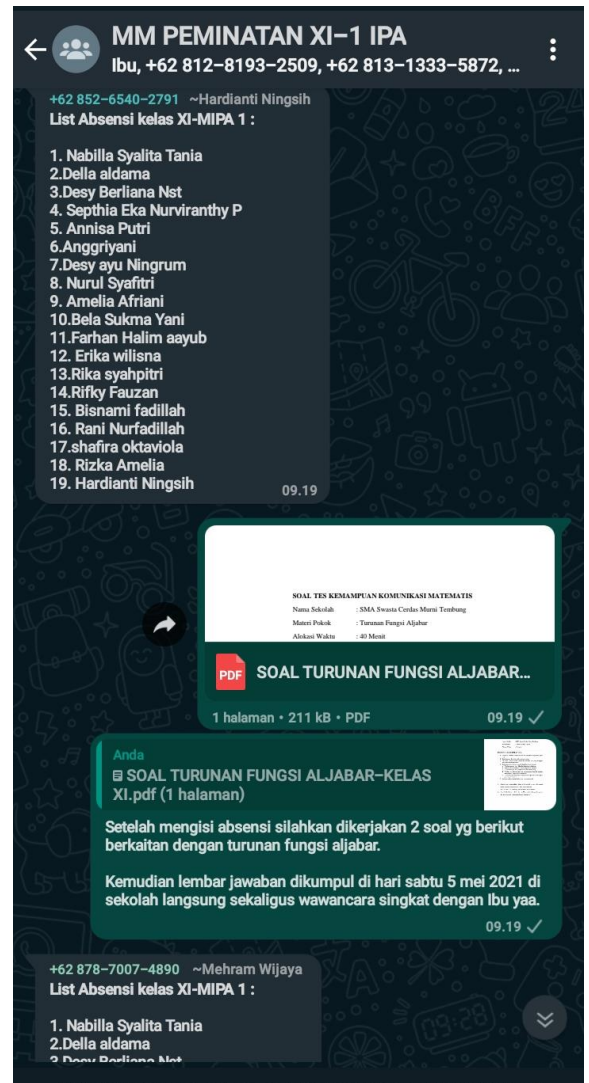 MM PEMINATAN XI-1 IPA
Ibu, +62 812-8193-2509, +62 813-1333-5872, ...
+62 852-6540-2791 ~Hardianti Ningsih
List Absensi kelas XI-MIPA 1 :
1. Nabilla Syalita Tania
2.Della aldama
3.Desy Berliana Nst
4. Septhia Eka Nurviranthy P
5. Annisa Putri
6.Anggriyani
7.Desy ayu Ningrum
8. Nurul Syafitri
9. Amelia Afriani
10.Bela Sukma Yani
11.Farhan Halim aayub
12. Erika wilisna
13.Rika syahpitri
14.Rifky Fauzan
15. Bisnami fadillah
16. Rani Nurfadillah
17.shafira oktaviola
18. Rizka Amelia
19. Hardianti Ningsih
09.19
SOAL TES KEMAMPUAN KOMUNIKASI MATEMATIS
Nama Sekolah : SMA Swasta Cerdas Murni Tembung
Materi Pokok : Turunan Fungsi Aljabar
Alokasi Waktu : 40 Menit
PDF SOAL TURUNAN FUNGSI ALJABAR...
1 halaman • 211 kB • PDF 09.19
Anda
SOAL TURUNAN FUNGSI ALJABAR-KELAS
XI.pdf (1 halaman)
Setelah mengisi absensi silahkan dikerjakan 2 soal yg berikut
berkaitan dengan turunan fungsi aljabar.
Kemudian lembar jawaban dikumpul di hari sabtu 5 mei 2021 di
sekolah langsung sekaligus wawancara singkat dengan Ibu yaa.
09.19
+62 878-7007-4890 ~Mehram Wijaya
List Absensi kelas XI-MIPA 1 :
1. Nabilla Syalita Tania
2.Della aldama
3.Desy Berliana Nst